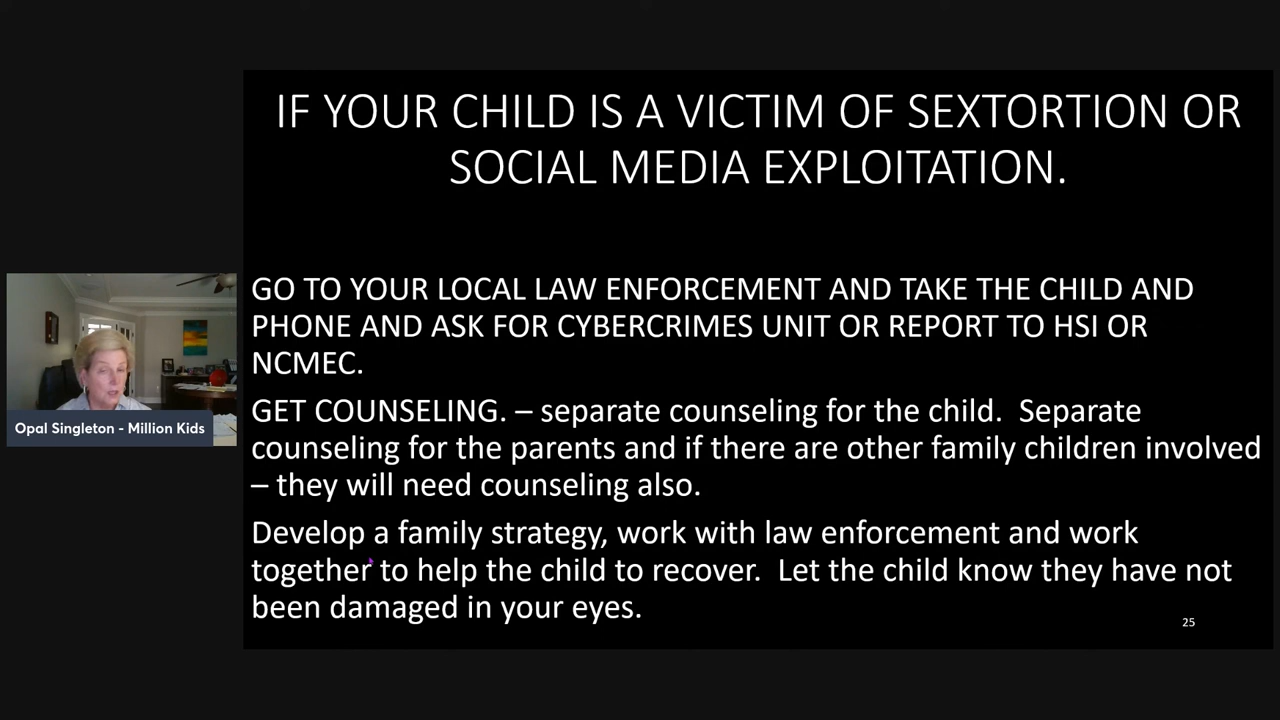 IF YOUR CHILD IS A VICTIM OF SEXTORTION OR
SOCIAL MEDIA EXPLOITATION.
GO TO YOUR LOCAL LAW ENFORCEMENT AND TAKE THE CHILD AND
PHONE AND ASK FOR CYBERCRIMES UNIT OR REPORT TO HSI OR
NCMEC.
GET COUNSELING. – separate counseling for the child.  Separate
counseling for the parents and if there are other family children involved
– they will need counseling also.
Develop a family strategy, work with law enforcement and work
together to help the child to recover.  Let the child know they have not
been damaged in your eyes.
25
Opal Singleton - Million Kids